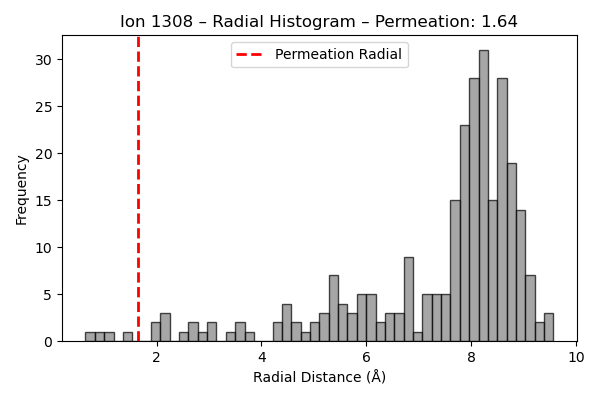 Ion 1308 – Radial Histogram – Permeation: 1.64
Permeation Radial
Frequency
30
25
20
15
10
5
0
2 4 6 8 10
Radial Distance (Å)